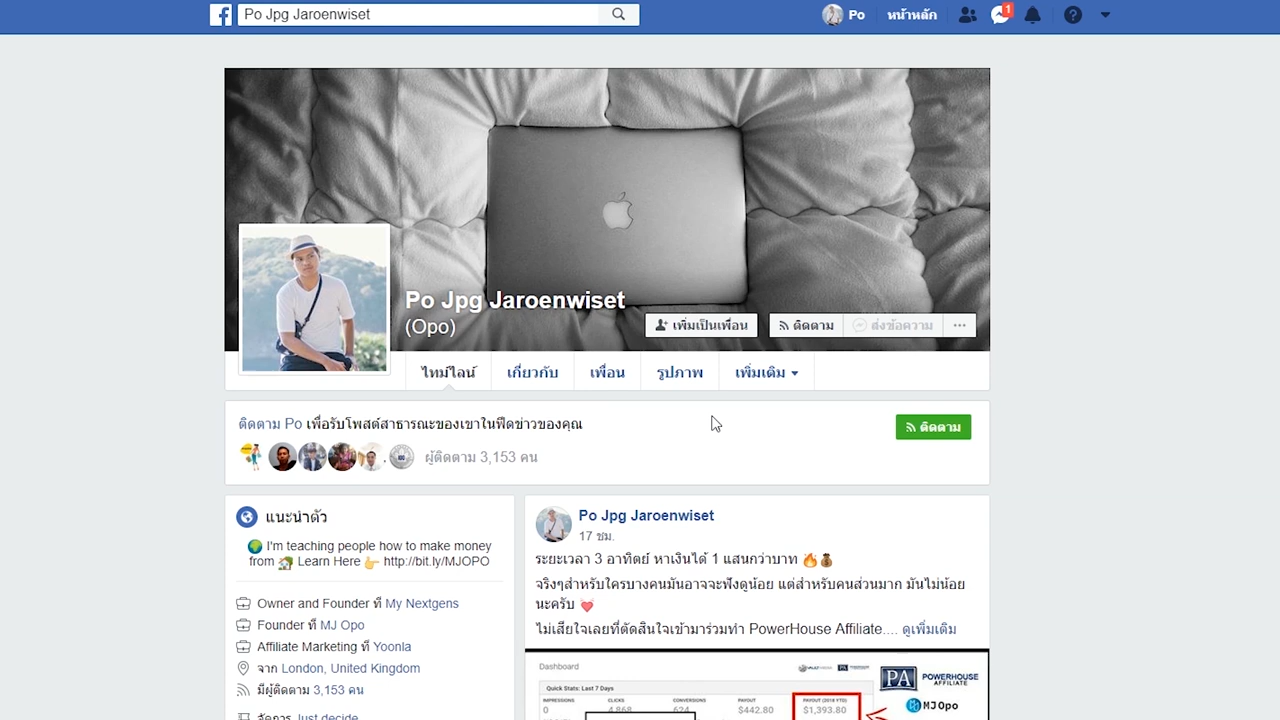 Po Jpg Jaroenwiset
Po
หน้าหลัก
1
Po Jpg Jaroenwiset
(Opo)
เพิ่มเป็นเพื่อน
ติดตาม
ส่งข้อความ
ไทม์ไลน์
เกี่ยวกับ
เพื่อน
รูปภาพ
เพิ่มเติม
ติดตาม Po เพื่อรับโพสต์สาธารณะของเขาในฟีดข่าวของคุณ
ติดตาม
ผู้ติดตาม 3,153 คน
แนะนำตัว
I'm teaching people how to make money
from Learn Here http://bit.ly/MJOPO
Owner and Founder ที่ My Nextgens
Founder ที่ MJ Opo
Affiliate Marketing ที่ Yoonla
จาก London, United Kingdom
มีผู้ติดตาม 3,153 คน
จัดการ Just decide
Po Jpg Jaroenwiset
17 ชม.
ระยะเวลา 3 อาทิตย์ หาเงินได้ 1 แสนกว่าบาท
จริงๆสำหรับใครบางคนมันอาจจะฟังดูน้อย แต่สำหรับคนส่วนมาก มันไม่น้อย
นะครับ
ไม่เสียใจเลยที่ตัดสินใจเข้ามาร่วมทำ PowerHouse Affiliate.... ดูเพิ่มเติม
Dashboard
Quick Stats: Last 7 Days
IMPRESSIONS
CLICKS
CONVERSIONS
PAYOUT
PAYOUT (2018 YTD)
0
4,868
624
$442.80
$1,393.80
PA
POWERHOUSE
AFFILIATE
MJ Opo